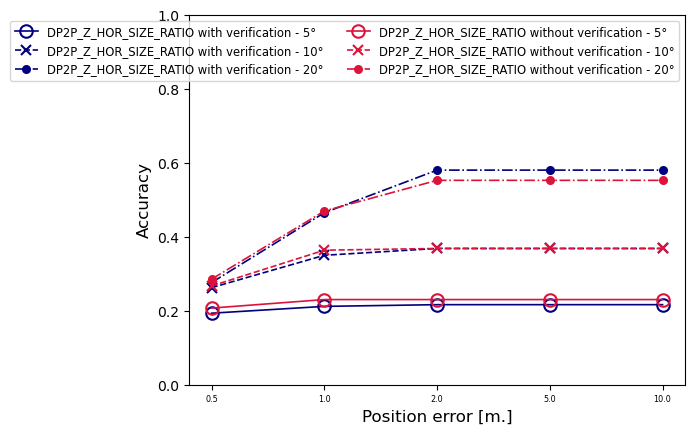 1.0
DP2P_Z_HOR_SIZE_RATIO with verification - 5°
DP2P_Z_HOR_SIZE_RATIO with verification - 10°
DP2P_Z_HOR_SIZE_RATIO with verification - 20°
DP2P_Z_HOR_SIZE_RATIO without verification - 5°
DP2P_Z_HOR_SIZE_RATIO without verification - 10°
DP2P_Z_HOR_SIZE_RATIO without verification - 20°
0.8
0.6
0.4
0.2
0.0
Accuracy
0.5 1.0 2.0 5.0 10.0
Position error [m.]